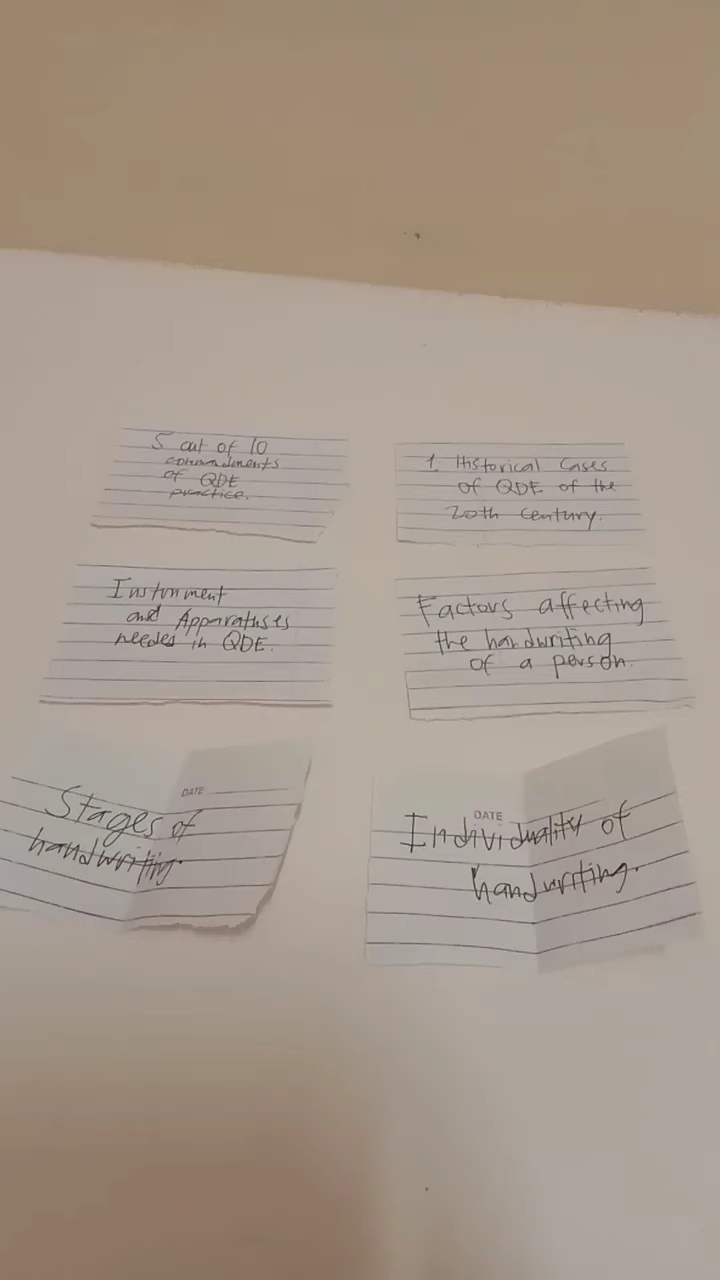 5 out of 10
commandments
of QDE
practice.
1 Historical Cases
of QDE of the
20th century.
Instrument
and Apparatuses
needes in QDE.
Factors affecting
the handwriting
of a person.
DATE
Stages of
handwriting.
DATE
Individuality of
handwriting.